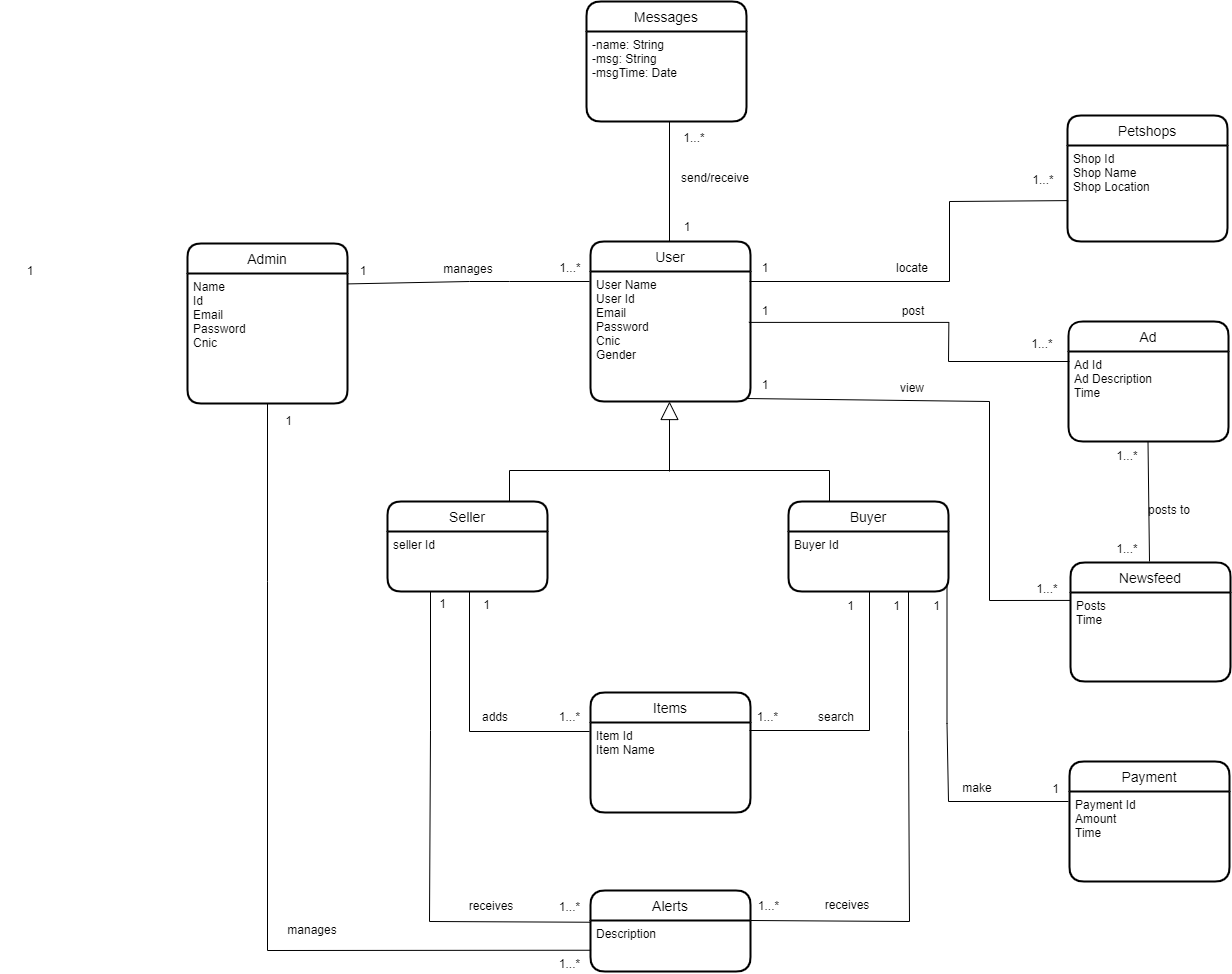 Messages
-name: String
-msg: String
-msgTime: Date
1...*
send/receive
1
Petshops
Shop Id
Shop Name
Shop Location
1...*
1
Admin
Name
Id
Email
Password
Cnic
1
manages
1...*
User
User Name
User Id
Email
Password
Cnic
Gender
1
locate
1
post
1...*
1
view
Ad
Ad Id
Ad Description
Time
1
1...*
posts to
1...*
Seller
seller Id
Buyer
Buyer Id
Newsfeed
Posts
Time
1...*
1
1
1
1
1
Items
Item Id
Item Name
adds
1...*
1...*
search
Payment
Payment Id
Amount
Time
make
1
Alerts
Description
receives
1...*
1...*
receives
manages
1...*